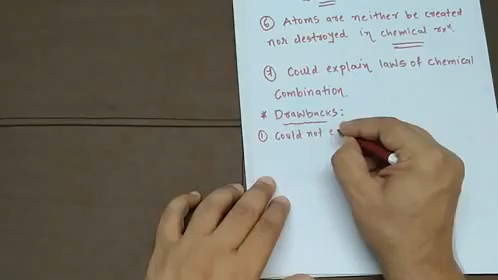 ⑥ Atoms are neither be created
nor destroyed in chemical rxⁿ.
⑦ Could explain laws of chemical
Combination.
* Drawbacks:
① Could not e